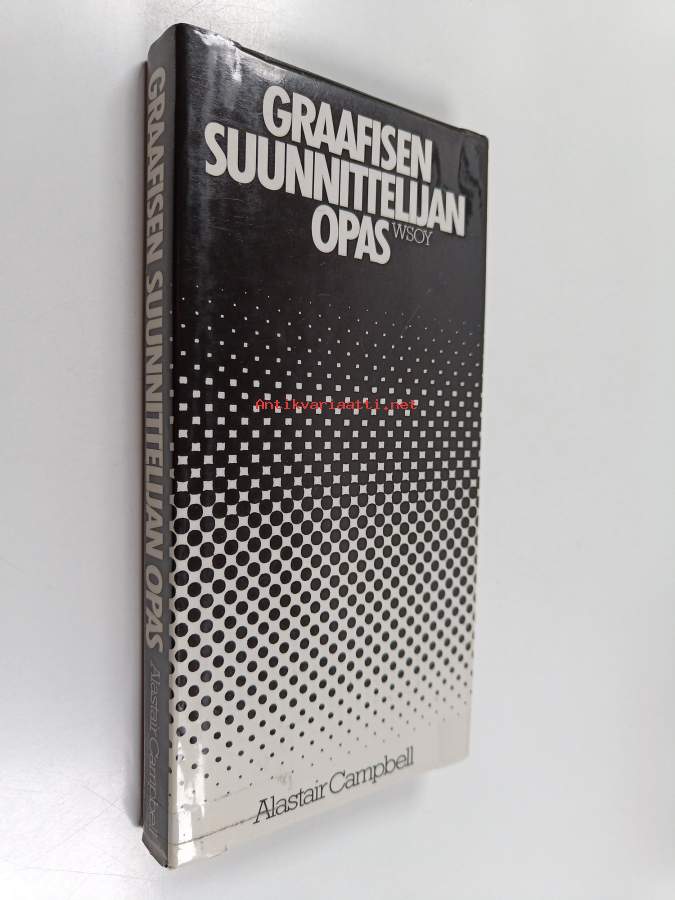 GRAAFISEN
SUUNNITTELIJAN
OPAS WSOY
Antikvariaatti.net
Alastair Campbell
GRAAFISEN SUUNNITTELIJAN OPAS Alastair Campbell